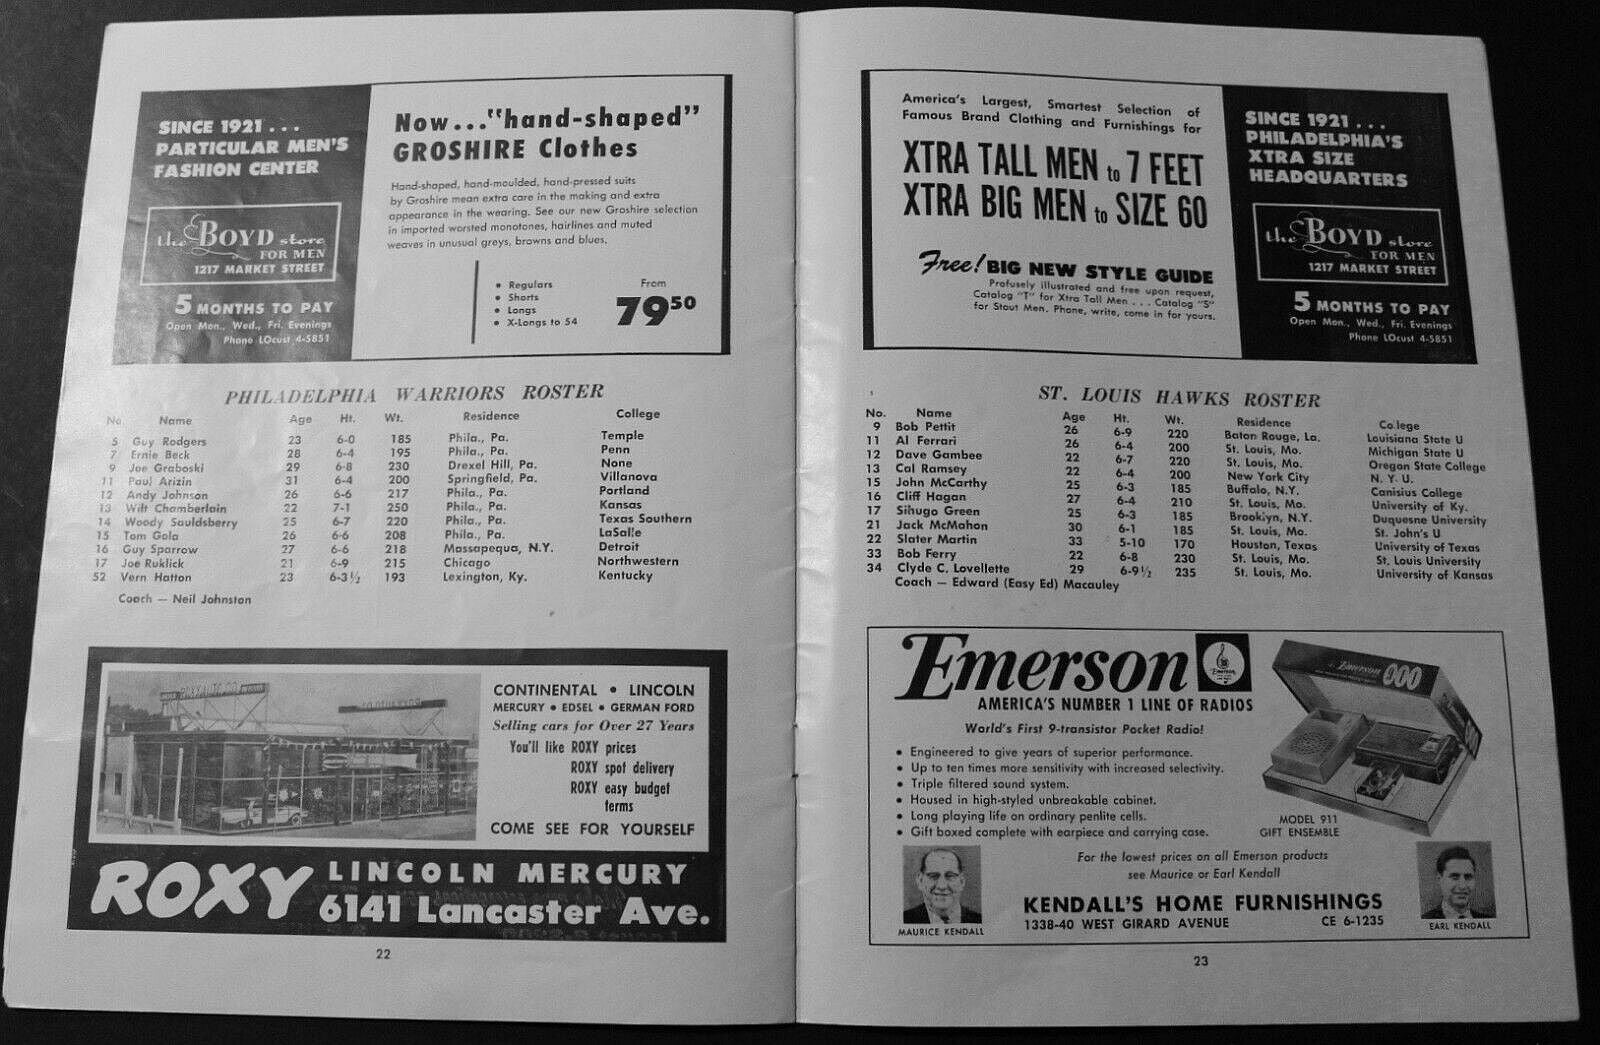 SINCE 1921 . . .
PARTICULAR MEN'S
FASHION CENTER
the BOYD store
FOR MEN
1217 MARKET STREET
5 MONTHS TO PAY
Open Mon., Wed., Fri. Evenings
Phone LOcust 4-5851
Now..."hand-shaped"
GROSHIRE Clothes
Hand-shaped, hand-moulded, hand-pressed suits
by Groshire mean extra care in the making and extra
appearance in the wearing. See our new Groshire selection
in imported worsted monotones, hairlines and muted
weaves in unusual greys, browns and blues.
• Regulars
• Shorts
• Longs
• X-Longs to 54
From
79.50
PHILADELPHIA WARRIORS ROSTER
No. Name Age Ht. Wt. Residence College
5 Guy Rodgers 23 6-0 185 Phila., Pa. Temple
7 Ernie Beck 28 6-4 195 Phila., Pa. Penn
9 Joe Graboski 29 6-8 230 Drexel Hill, Pa. None
11 Paul Arizin 31 6-4 200 Springfield, Pa. Villanova
12 Andy Johnson 26 6-6 217 Phila., Pa. Portland
13 Wilt Chamberlain 22 7-1 250 Phila., Pa. Kansas
14 Woody Sauldsberry 25 6-7 220 Phila., Pa. Texas Southern
15 Tom Gola 26 6-6 208 Phila., Pa. LaSalle
16 Guy Sparrow 27 6-6 218 Massapequa, N.Y. Detroit
17 Joe Ruklick 21 6-9 215 Chicago Northwestern
52 Vern Hatton 23 6-3½ 193 Lexington, Ky. Kentucky
Coach — Neil Johnston
CONTINENTAL • LINCOLN
MERCURY • EDSEL • GERMAN FORD
Selling cars for Over 27 Years
You'll like ROXY prices
ROXY spot delivery
ROXY easy budget
terms
COME SEE FOR YOURSELF
ROXY LINCOLN MERCURY
6141 Lancaster Ave.
22
America's Largest, Smartest Selection of
Famous Brand Clothing and Furnishings for
XTRA TALL MEN to 7 FEET
XTRA BIG MEN to SIZE 60
Free! BIG NEW STYLE GUIDE
Profusely illustrated and free upon request,
Catalog "T" for Xtra Tall Men . . . Catalog "S"
for Stout Men. Phone, write, come in for yours.
SINCE 1921 . . .
PHILADELPHIA'S
XTRA SIZE
HEADQUARTERS
the BOYD store
FOR MEN
1217 MARKET STREET
5 MONTHS TO PAY
Open Mon., Wed., Fri. Evenings
Phone LOcust 4-5851
ST. LOUIS HAWKS ROSTER
No. Name Age Ht. Wt. Residence College
9 Bob Pettit 26 6-9 220 Baton Rouge, La. Louisiana State U
11 Al Ferrari 26 6-4 200 St. Louis, Mo. Michigan State U
12 Dave Gambee 22 6-7 220 St. Louis, Mo. Oregon State College
13 Cal Ramsey 22 6-4 200 New York City N. Y. U.
15 John McCarthy 25 6-3 185 Buffalo, N.Y. Canisius College
16 Cliff Hagan 27 6-4 210 St. Louis, Mo. University of Ky.
17 Sihugo Green 25 6-3 185 Brooklyn, N.Y. Duquesne University
21 Jack McMahon 30 6-1 185 St. Louis, Mo. St. John's U
22 Slater Martin 33 5-10 170 Houston, Texas University of Texas
33 Bob Ferry 22 6-8 230 St. Louis, Mo. St. Louis University
34 Clyde C. Lovellette 29 6-9½ 235 St. Louis, Mo. University of Kansas
Coach — Edward (Easy Ed) Macauley
Emerson
AMERICA'S NUMBER 1 LINE OF RADIOS
World's First 9-transistor Pocket Radio!
• Engineered to give years of superior performance.
• Up to ten times more sensitivity with increased selectivity.
• Triple filtered sound system.
• Housed in high-styled unbreakable cabinet.
• Long playing life on ordinary penlite cells.
• Gift boxed complete with earpiece and carrying case.
Emerson
MODEL 911
GIFT ENSEMBLE
For the lowest prices on all Emerson products
see Maurice or Earl Kendall
KENDALL'S HOME FURNISHINGS
1338-40 WEST GIRARD AVENUE CE 6-1235
MAURICE KENDALL
EARL KENDALL
23